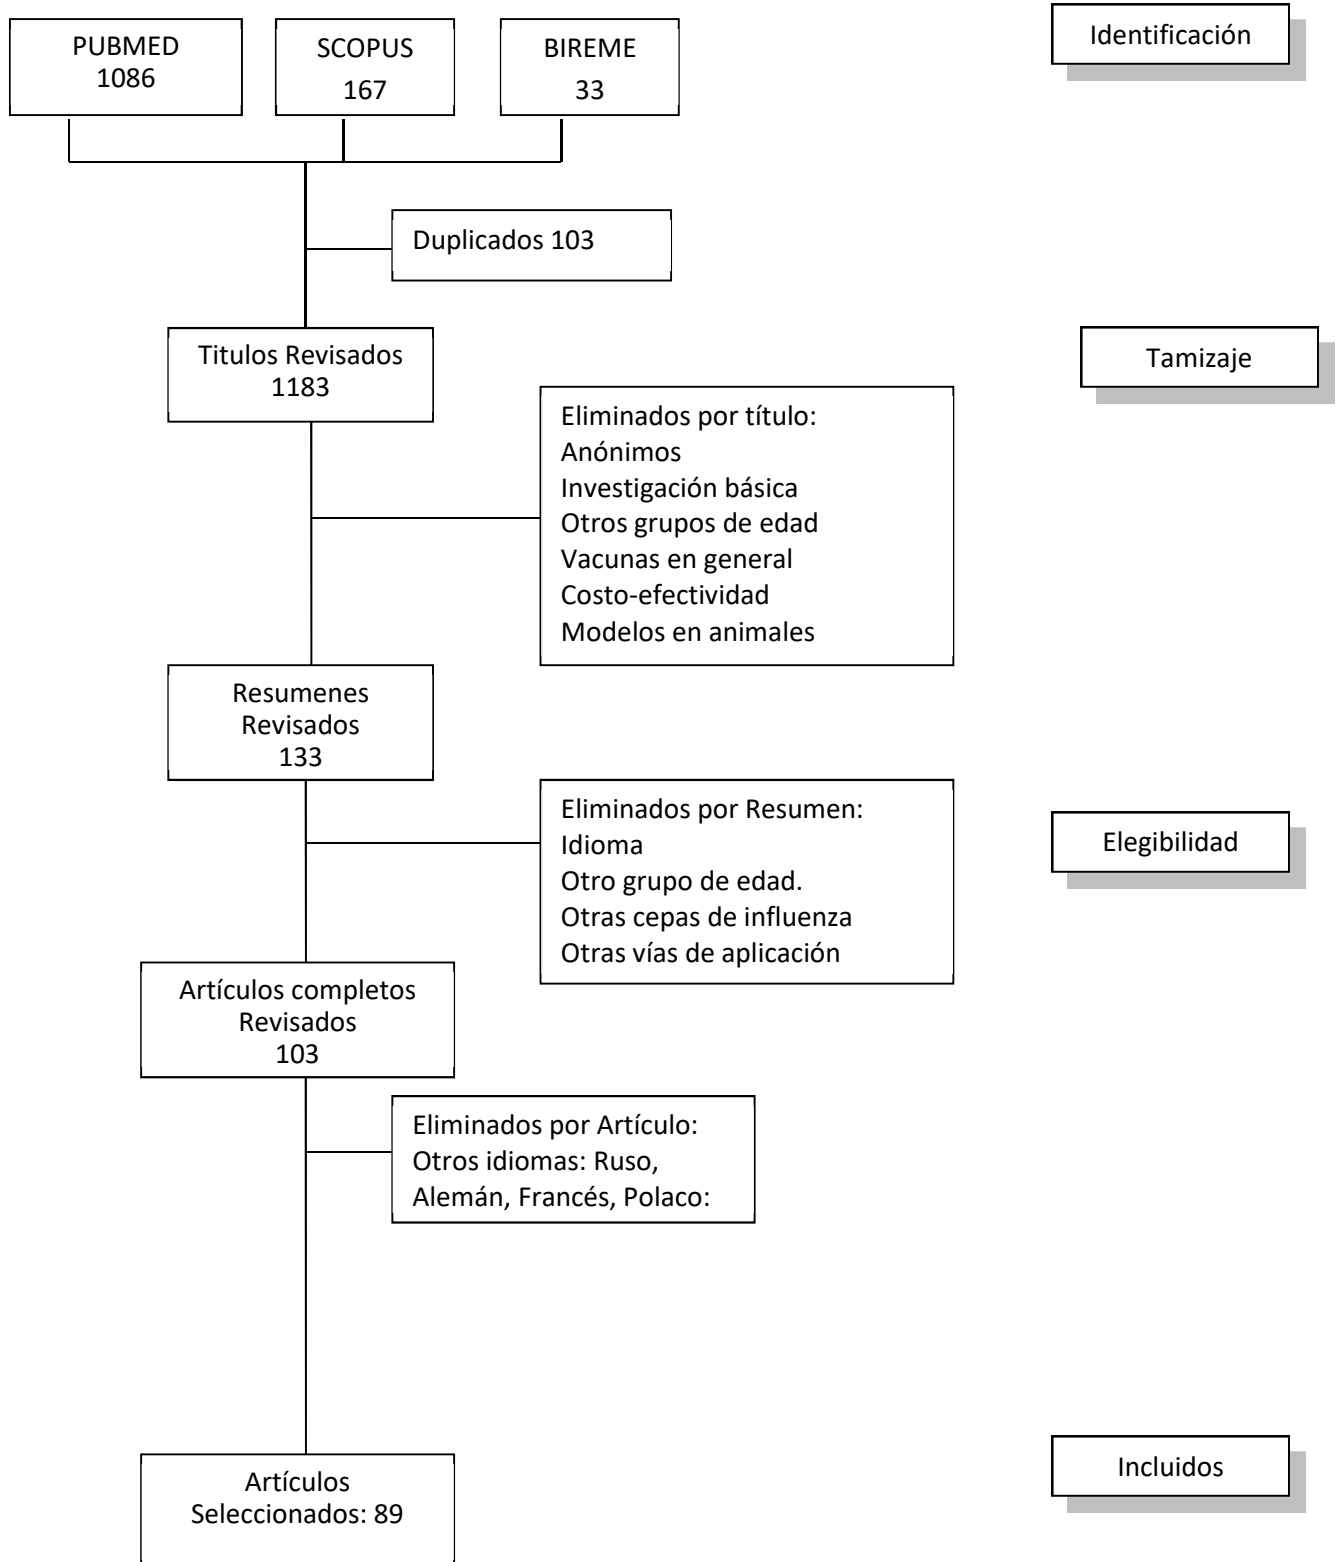 PUBMED
1086
SCOPUS
167
BIREME
33
Identificación
Duplicados 103
Titulos Revisados
1183
Tamizaje
Eliminados por título:
Anónimos
Investigación básica
Otros grupos de edad
Vacunas en general
Costo-efectividad
Modelos en animales
Resumenes
Revisados
133
Eliminados por Resumen:
Idioma
Otro grupo de edad.
Otras cepas de influenza
Otras vías de aplicación
Elegibilidad
Artículos completos
Revisados
103
Eliminados por Artículo:
Otros idiomas: Ruso,
Alemán, Francés, Polaco:
Artículos
Seleccionados: 89
Incluidos